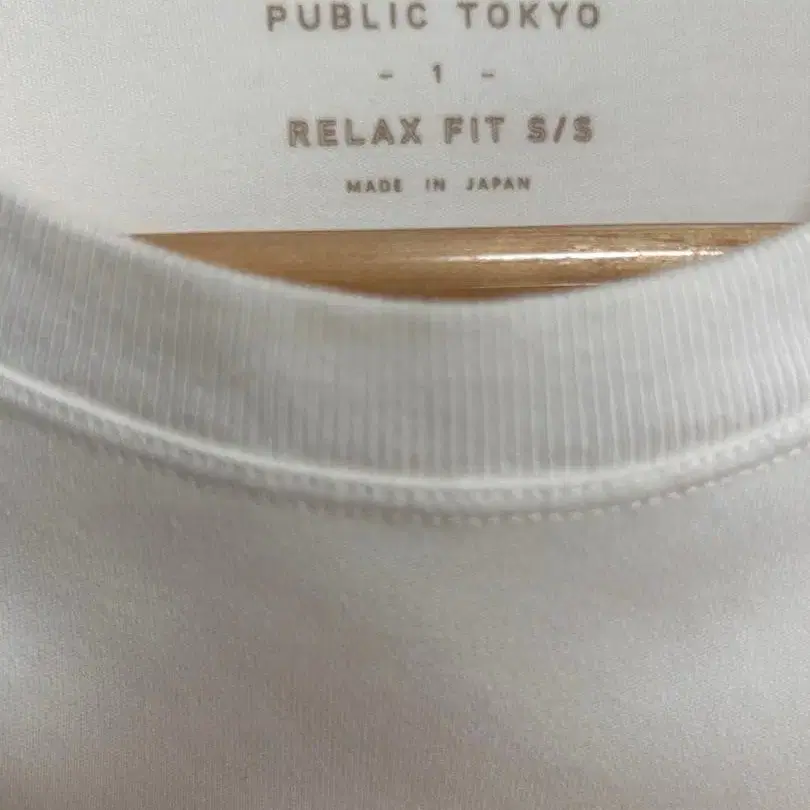 PUBLIC TOKYO
- 1 -
RELAX FIT S/S
MADE IN JAPAN